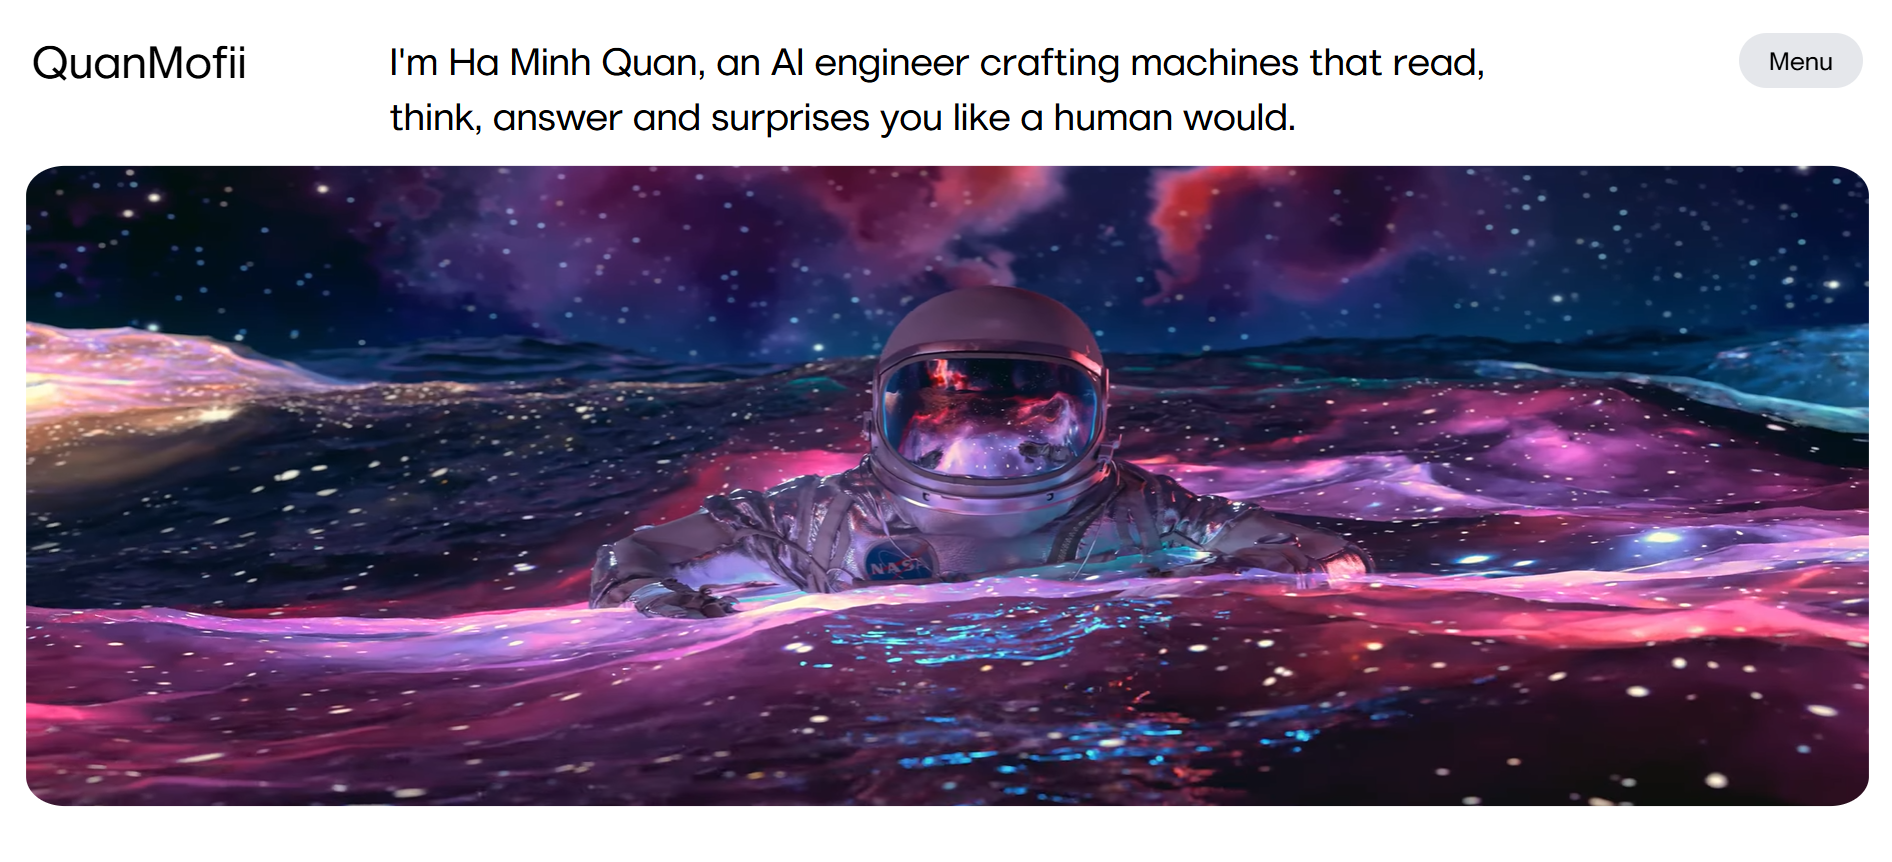 QuanMofii
I'm Ha Minh Quan, an AI engineer crafting machines that read,
think, answer and surprises you like a human would.
Menu
NASA